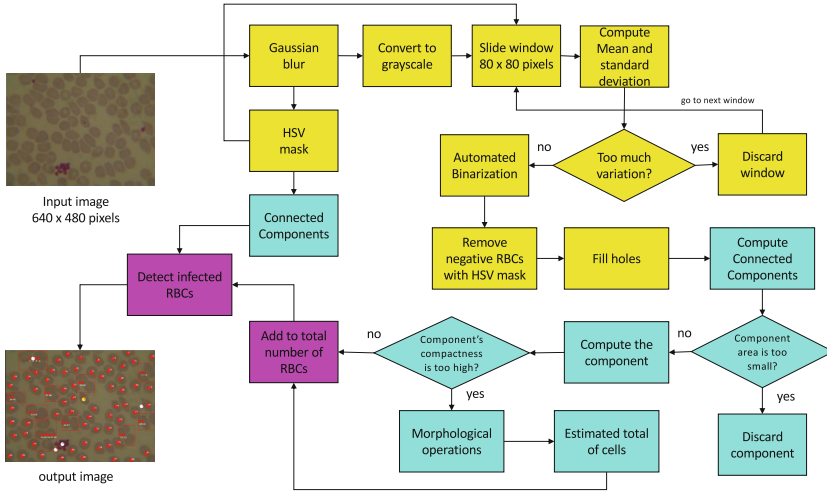 Gaussian
blur
Convert to
grayscale
Slide window
80 x 80 pixels
Compute
Mean and
standard
deviation
go to next window
HSV
mask
Automated
Binarization
no
Too much
variation?
yes
Discard
window
Input image
640 x 480 pixels
Connected
Components
Remove
negative RBCs
with HSV mask
Fill holes
Compute
Connected
Components
Detect infected
RBCs
Add to total
number of
RBCs
no
Component's
compactness
is too high?
yes
Compute the
component
no
Component
area is too
small?
yes
Morphological
operations
Estimated total
of cells
Discard
component
output image